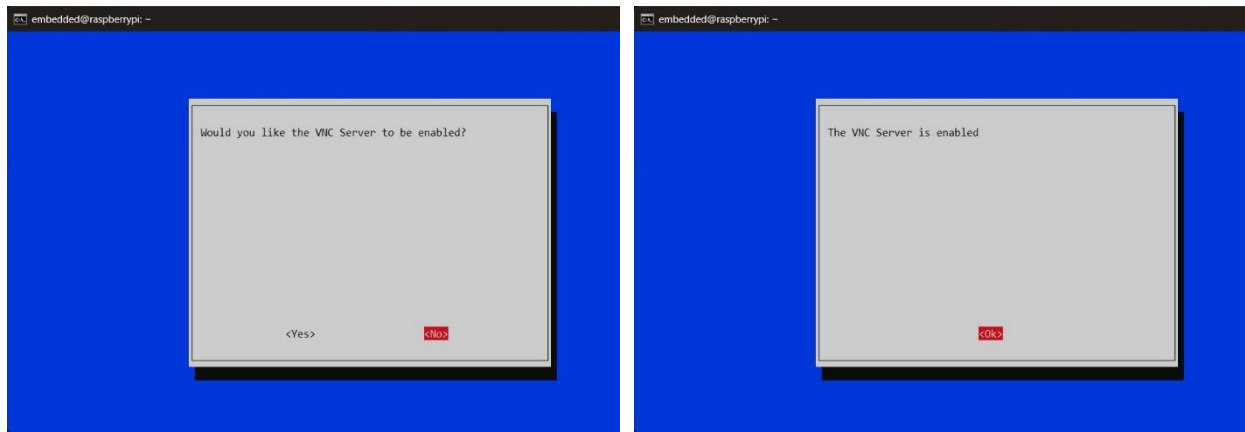 embedded@raspberrypi: ~
Would you like the VNC Server to be enabled?
<Yes> <No>
embedded@raspberrypi: ~
The VNC Server is enabled
<Ok>